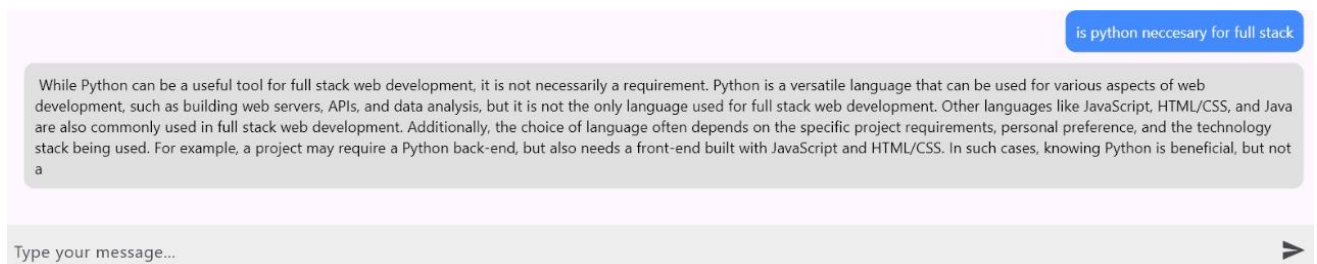 is python neccesary for full stack
While Python can be a useful tool for full stack web development, it is not necessarily a requirement. Python is a versatile language that can be used for various aspects of web
development, such as building web servers, APIs, and data analysis, but it is not the only language used for full stack web development. Other languages like JavaScript, HTML/CSS, and Java
are also commonly used in full stack web development. Additionally, the choice of language often depends on the specific project requirements, personal preference, and the technology
stack being used. For example, a project may require a Python back-end, but also needs a front-end built with JavaScript and HTML/CSS. In such cases, knowing Python is beneficial, but not
a
Type your message...